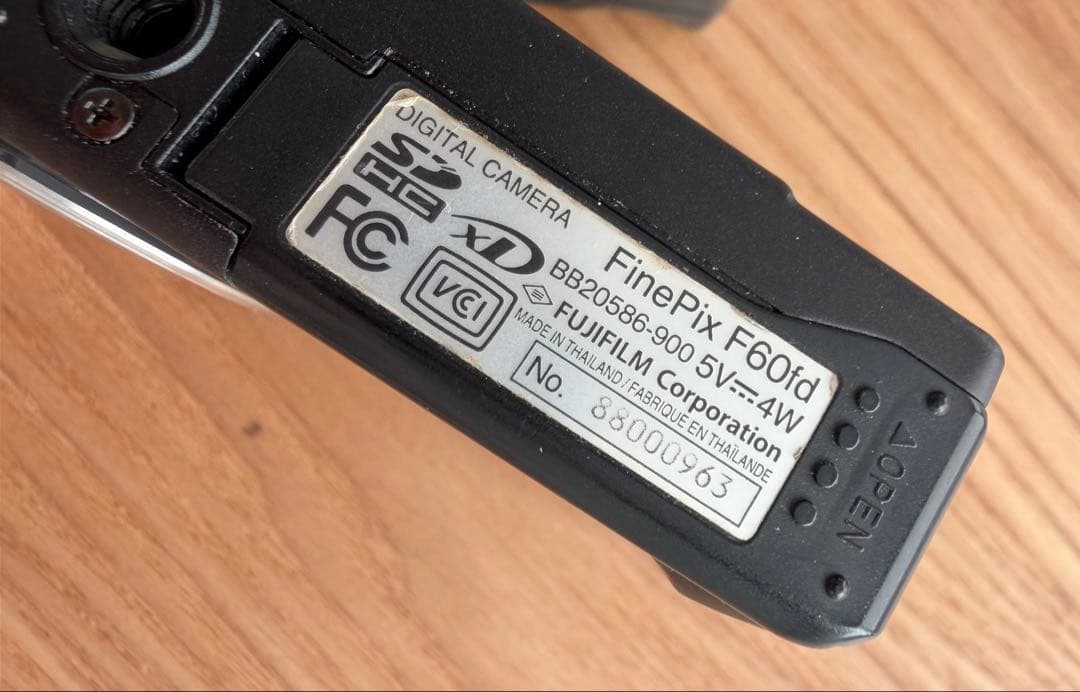 DIGITAL CAMERA
SD
HC
FC
xD
VCI
FinePix F60fd
BB20586-900 5V⎓4W
FUJIFILM Corporation
MADE IN THAILAND / FABRIQUE EN THAÏLANDE
No. 88000963
△OPEN